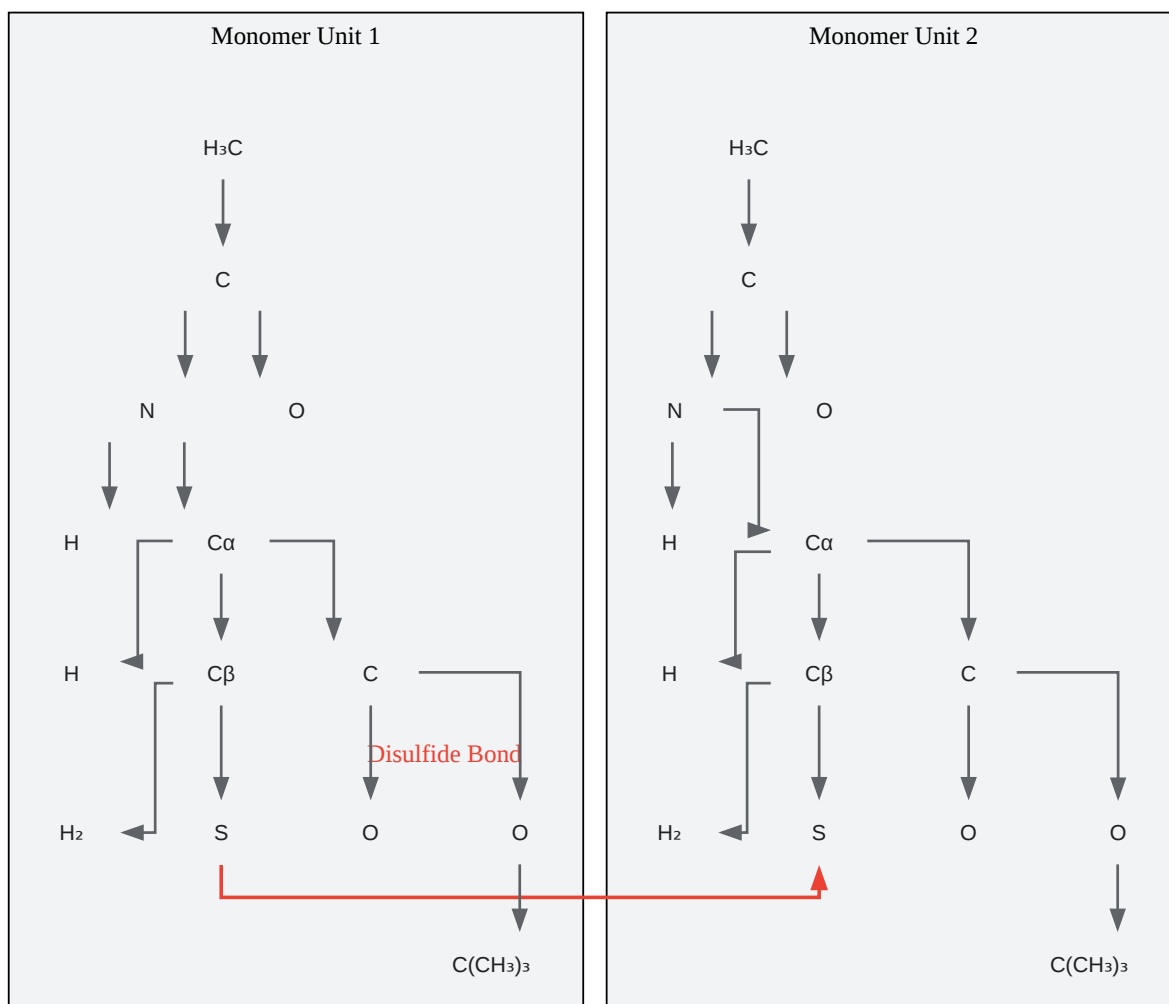 Monomer Unit 1
H₃C
C
N O
H Cα
H Cβ C
Disulfide Bond
H₂ S O O
C(CH₃)₃
Monomer Unit 2
H₃C
C
N O
H Cα
H Cβ C
H₂ S O O
C(CH₃)₃